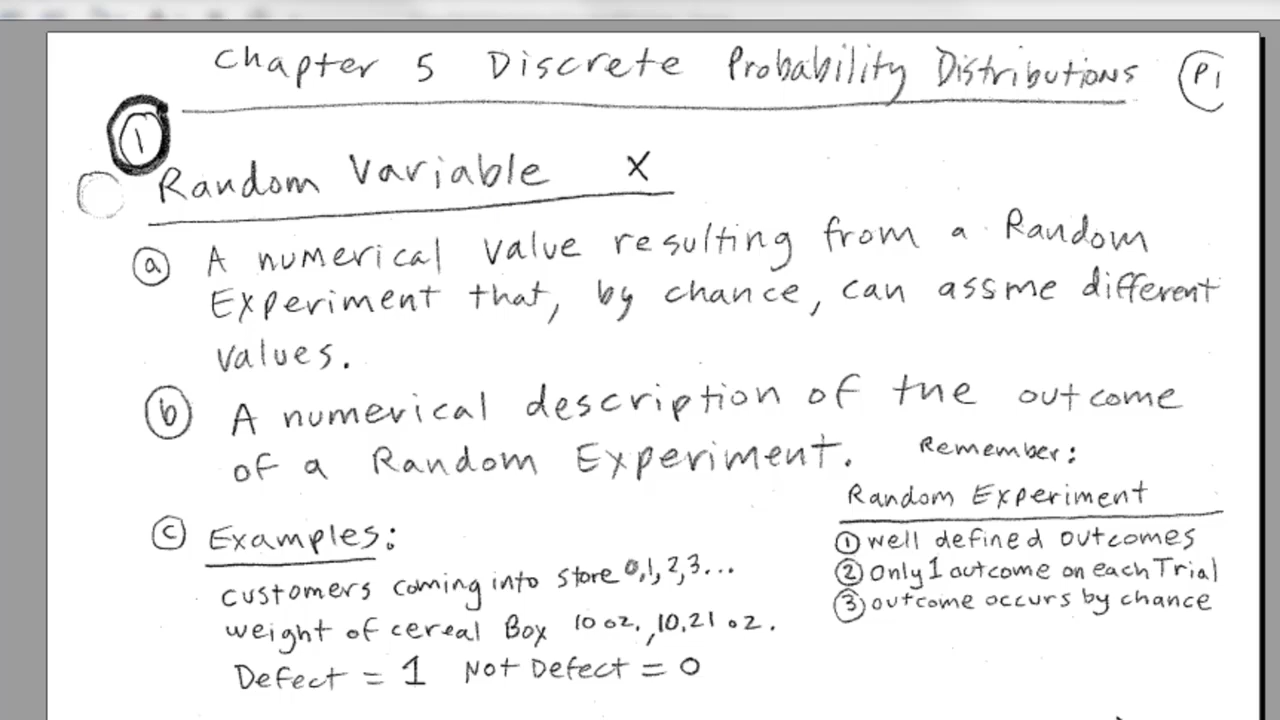 Chapter 5 Discrete Probability Distributions P1
1
Random Variable X
a A numerical value resulting from a Random
Experiment that, by chance, can assme different
values.
b A numerical description of the outcome
of a Random Experiment.
Remember:
Random Experiment
1 well defined outcomes
2 Only 1 outcome on each Trial
3 outcome occurs by chance
c Examples:
customers coming into store 0,1,2,3...
weight of cereal Box 10 oz., 10.21 oz.
Defect = 1 Not Defect = 0